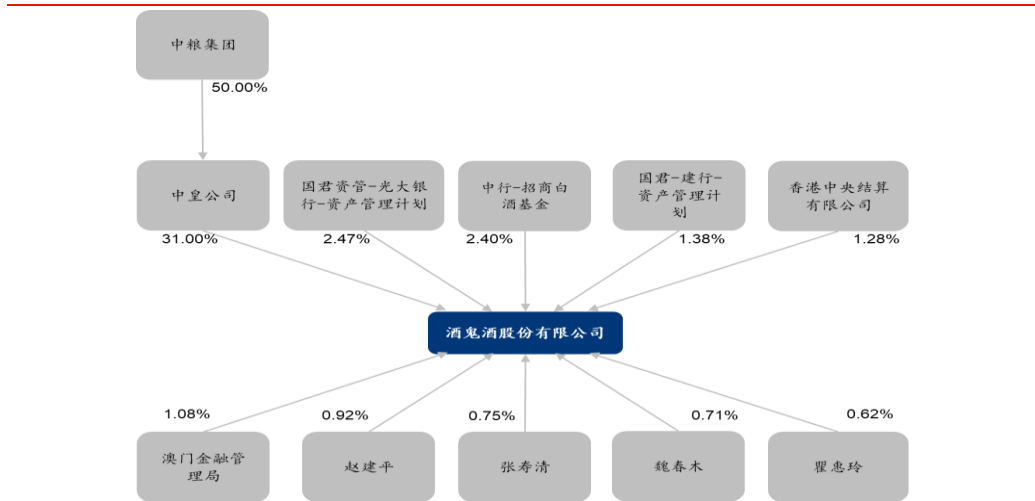 中粮集团
50.00%
中皇公司
国君资管-光大银
行-资产管理计划
中行-招商白
酒基金
国君-建行-
资产管理计
划
香港中央结算
有限公司
31.00%
2.47%
2.40%
1.38%
1.28%
酒鬼酒股份有限公司
1.08%
0.92%
0.75%
0.71%
0.62%
澳门金融管
理局
赵建平
张寿清
魏春木
瞿惠玲